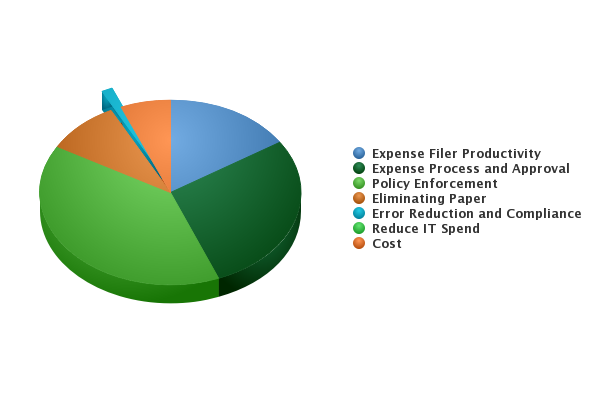 Expense Filer Productivity
Expense Process and Approval
Policy Enforcement
Eliminating Paper
Error Reduction and Compliance
Reduce IT Spend
Cost